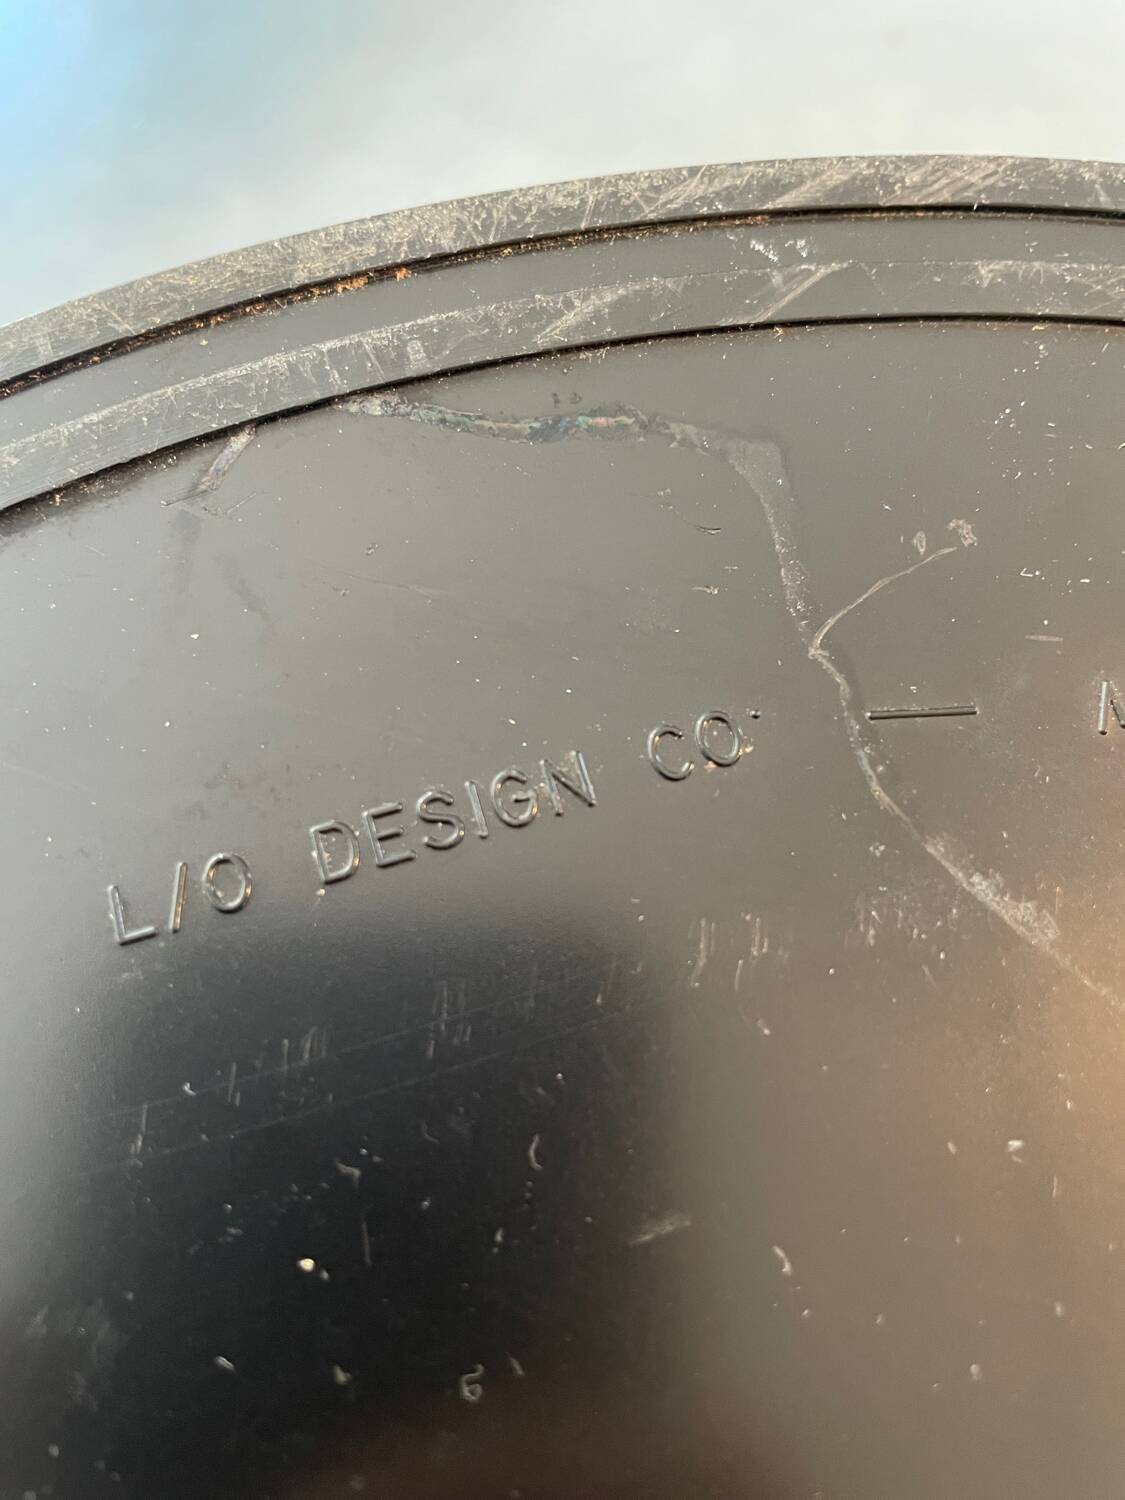 L/O DESIGN CO. —